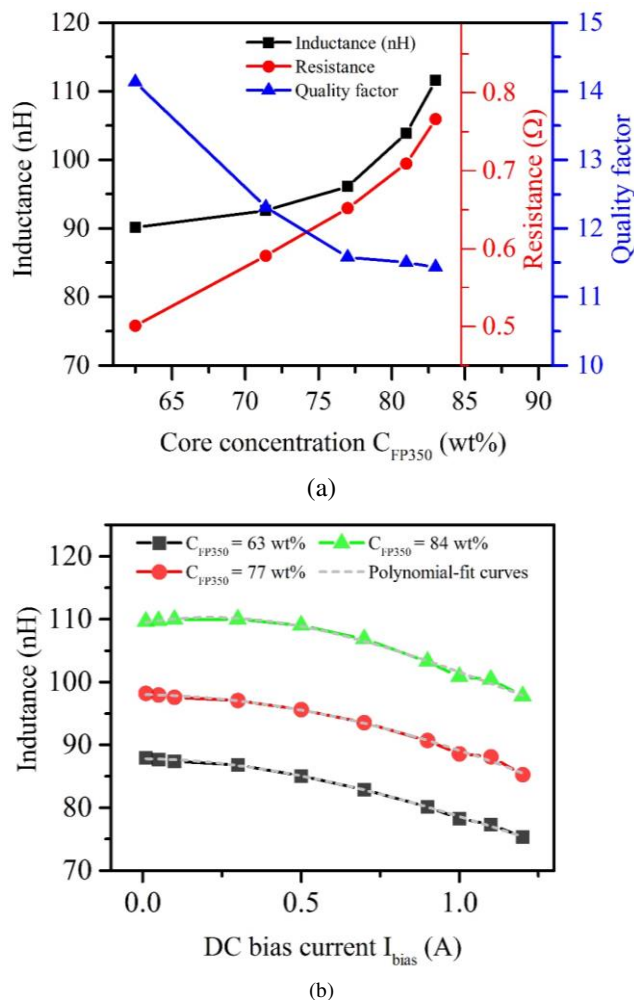 120
110
100
90
80
70
Inductance (nH)
Inductance (nH)
Resistance
Quality factor
0.8
0.7
0.6
0.5
Resistance (Ω)
15
14
13
12
11
10
Quality factor
65 70 75 80 85 90
Core concentration C_FP350 (wt%)
(a)
120
110
100
90
80
70
Indutance (nH)
C_FP350 = 63 wt% C_FP350 = 84 wt%
C_FP350 = 77 wt% Polynomial-fit curves
0.0 0.5 1.0
DC bias current I_bias (A)
(b)